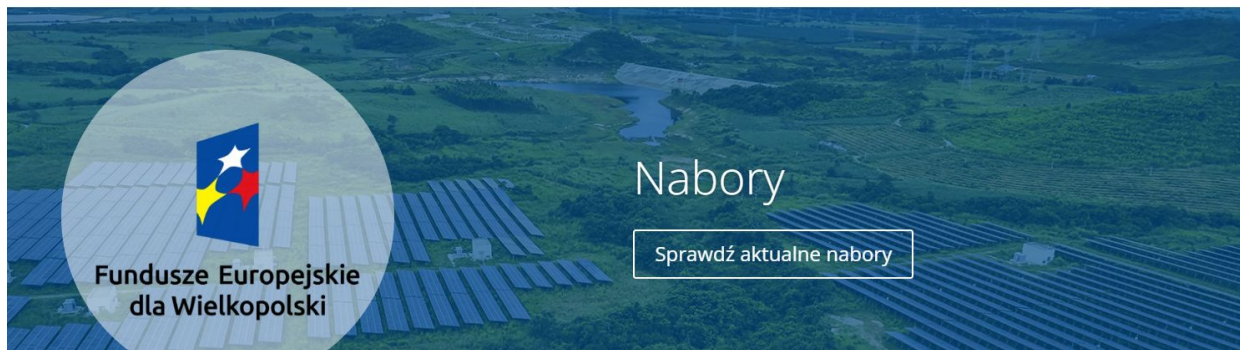 Nabory
Sprawdź aktualne nabory
Fundusze Europejskie
dla Wielkopolski